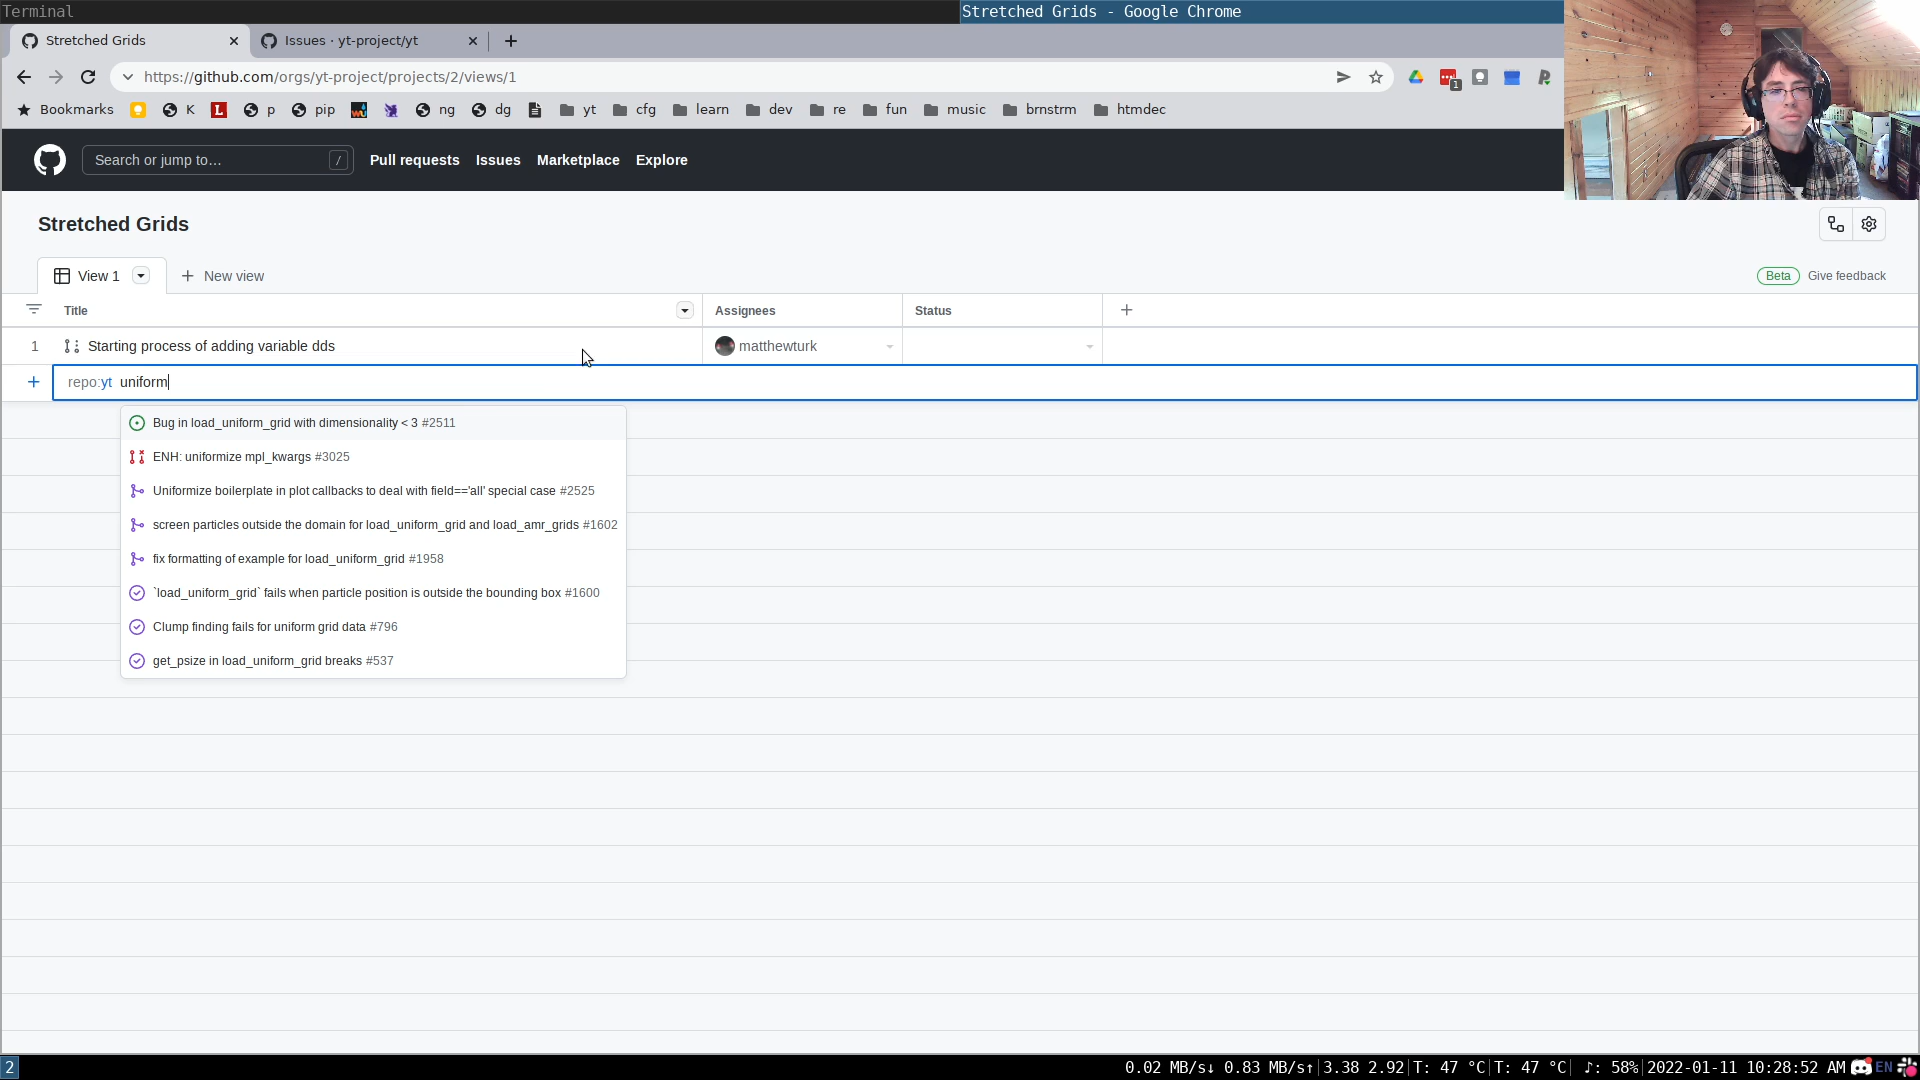 Terminal
Stretched Grids - Google Chrome
Stretched Grids
Issues · yt-project/yt
https://github.com/orgs/yt-project/projects/2/views/1
1
Bookmarks
K
L
p
pip
ng
dg
yt
cfg
learn
dev
re
fun
music
brnstrm
htmdec
Search or jump to…
/
Pull requests
Issues
Marketplace
Explore
Stretched Grids
View 1
New view
Beta
Give feedback
Title
Assignees
Status
1
Starting process of adding variable dds
matthewturk
repo:yt uniform
Bug in load_uniform_grid with dimensionality < 3 #2511
ENH: uniformize mpl_kwargs #3025
Uniformize boilerplate in plot callbacks to deal with field=='all' special case #2525
screen particles outside the domain for load_uniform_grid and load_amr_grids #1602
fix formatting of example for load_uniform_grid #1958
`load_uniform_grid` fails when particle position is outside the bounding box #1600
Clump finding fails for uniform grid data #796
get_psize in load_uniform_grid breaks #537
2
0.02 MB/s↓ 0.83 MB/s↑|3.38 2.92|T: 47 °C|T: 47 °C| ♪: 58%|2022-01-11 10:28:52 AM
EN